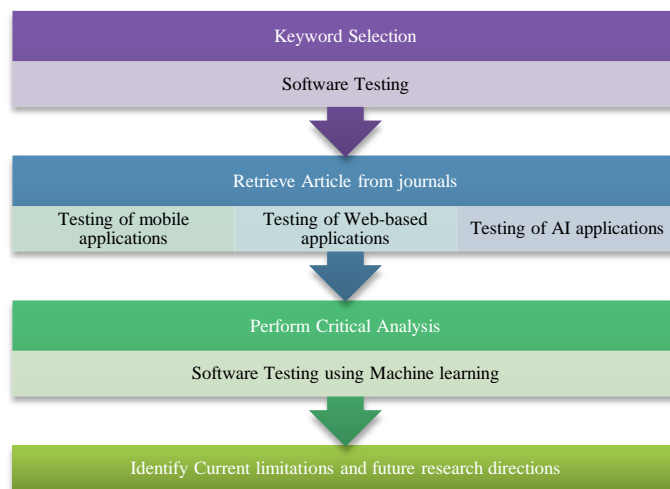 Keyword Selection
Software Testing
Retrieve Article from journals
Testing of mobile
applications
Testing of Web-based
applications
Testing of AI applications
Perform Critical Analysis
Software Testing using Machine learning
Identify Current limitations and future research directions